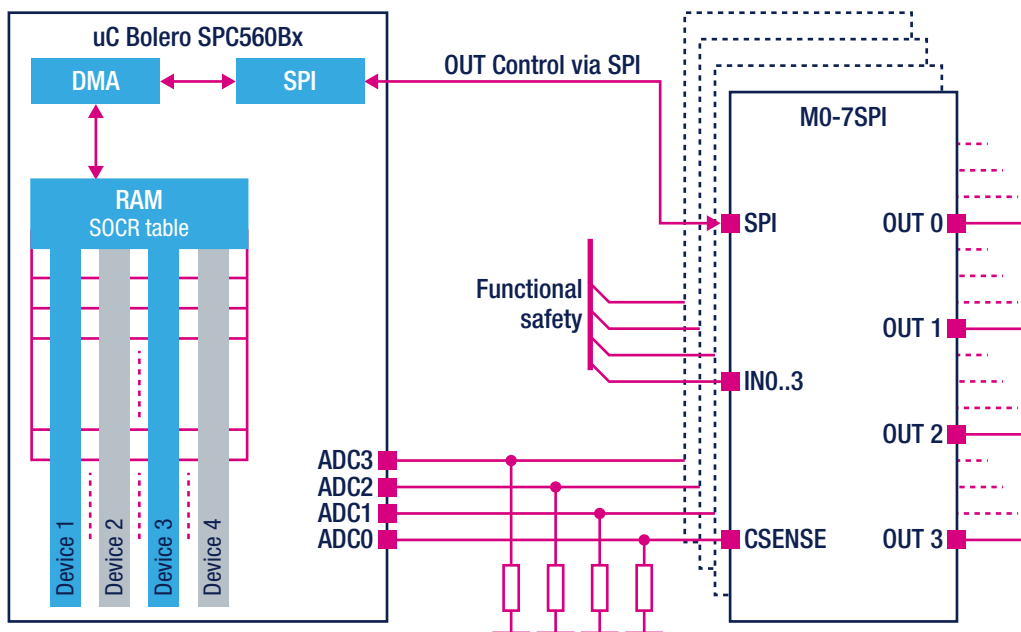 uC Bolero SPC560Bx
DMA
SPI
OUT Control via SPI
RAM
SOCR table
Device 1
Device 2
Device 3
Device 4
ADC3
ADC2
ADC1
ADC0
Functional
safety
M0-7SPI
SPI
IN0..3
CSENSE
OUT 0
OUT 1
OUT 2
OUT 3